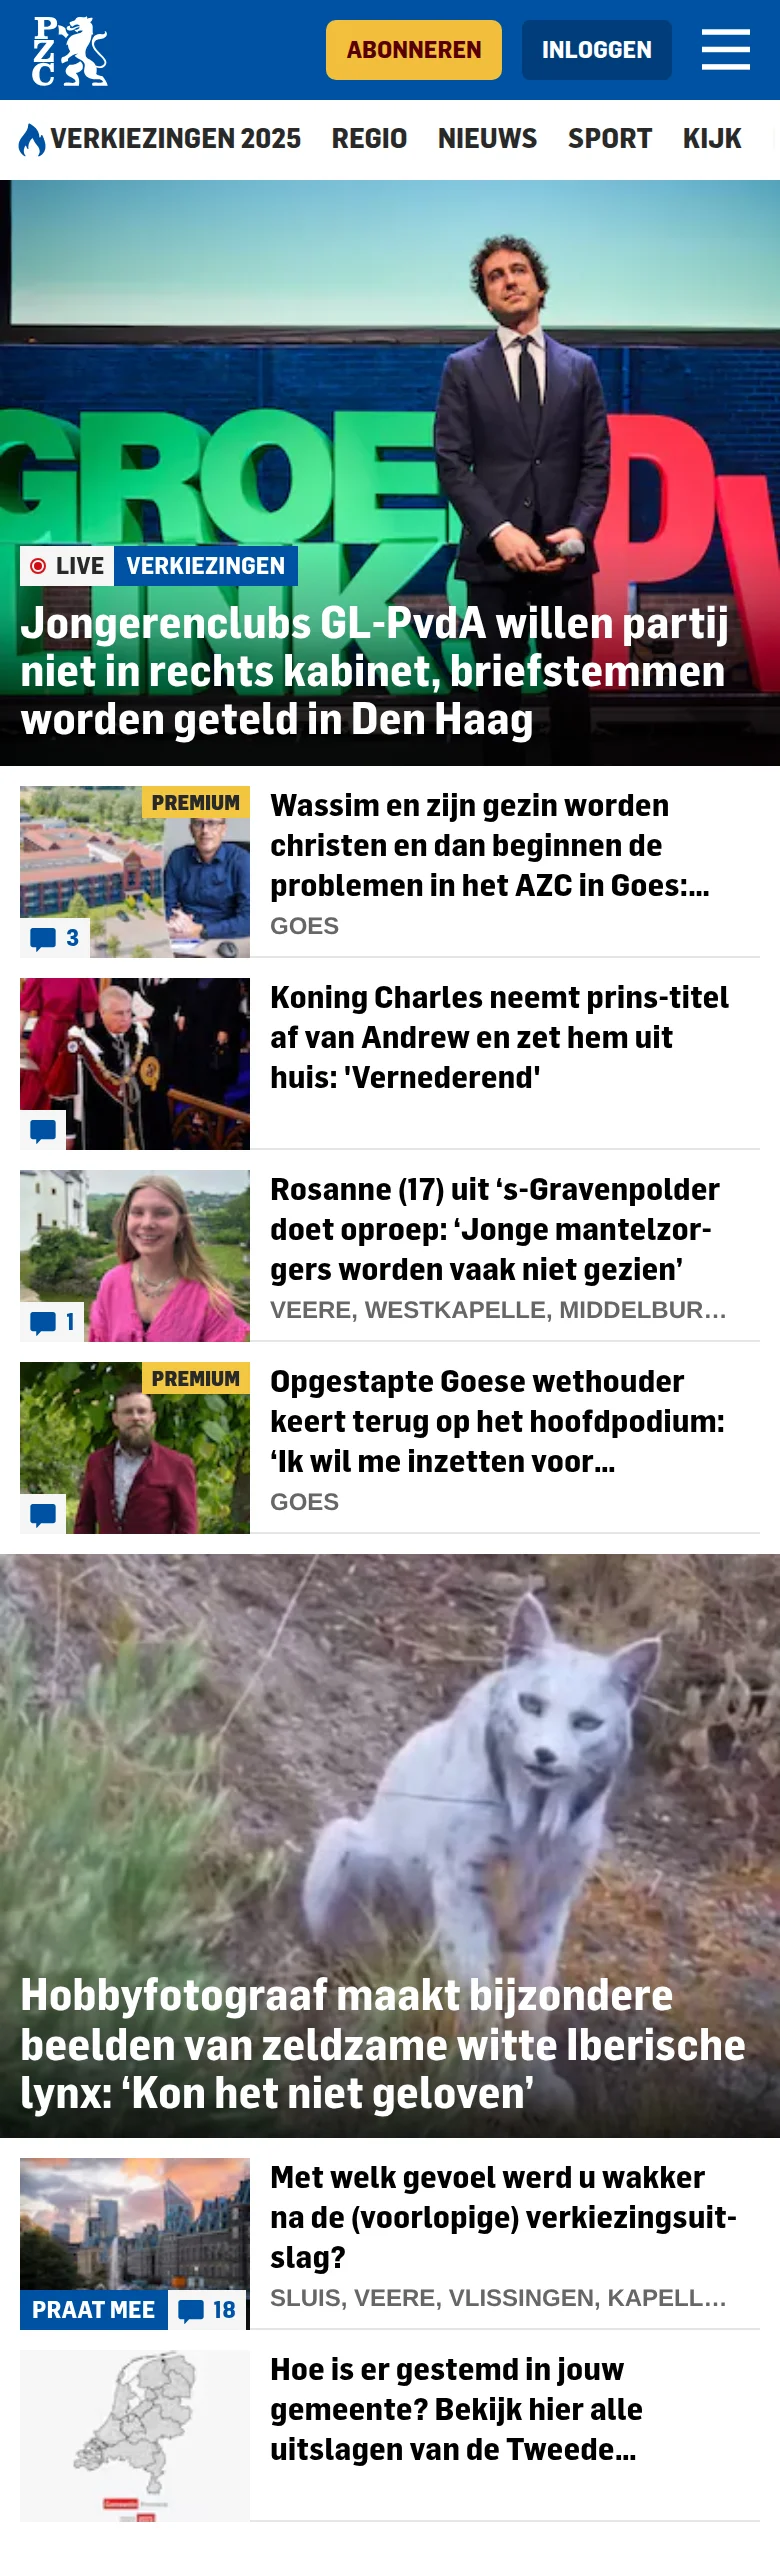 PZC
ABONNEREN
INLOGGEN
VERKIEZINGEN 2025 REGIO NIEUWS SPORT KIJK
GROE
P
INK
LIVE
VERKIEZINGEN
Jongerenclubs GL-PvdA willen partij
niet in rechts kabinet, briefstemmen
worden geteld in Den Haag
PREMIUM
3
Wassim en zijn gezin worden
christen en dan beginnen de
problemen in het AZC in Goes:...
GOES
Koning Charles neemt prins-titel
af van Andrew en zet hem uit
huis: 'Vernederend'
1
Rosanne (17) uit ‘s-Gravenpolder
doet oproep: ‘Jonge mantelzor-
gers worden vaak niet gezien’
VEERE, WESTKAPELLE, MIDDELBUR...
PREMIUM
Opgestapte Goese wethouder
keert terug op het hoofdpodium:
‘Ik wil me inzetten voor...
GOES
Hobbyfotograaf maakt bijzondere
beelden van zeldzame witte Iberische
lynx: ‘Kon het niet geloven’
PRAAT MEE
18
Met welk gevoel werd u wakker
na de (voorlopige) verkiezingsuit-
slag?
SLUIS, VEERE, VLISSINGEN, KAPELL...
Hoe is er gestemd in jouw
gemeente? Bekijk hier alle
uitslagen van de Tweede...